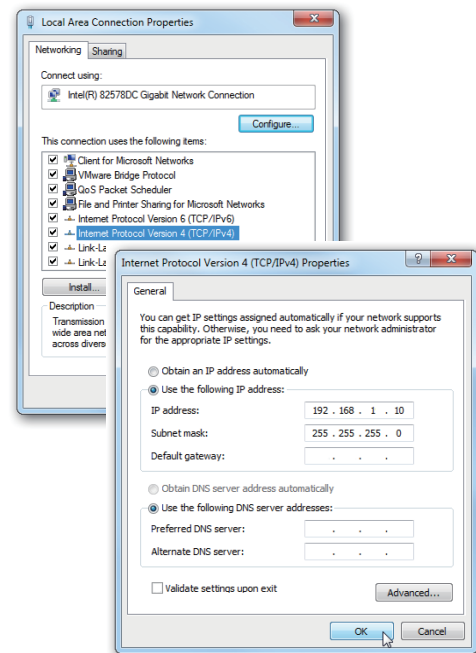 Local Area Connection Properties
Networking Sharing
Connect using:
Intel(R) 82578DC Gigabit Network Connection
Configure...
This connection uses the following items:
Client for Microsoft Networks
VMware Bridge Protocol
QoS Packet Scheduler
File and Printer Sharing for Microsoft Networks
Internet Protocol Version 6 (TCP/IPv6)
Internet Protocol Version 4 (TCP/IPv4)
Link-La
Link-La
Install...
Description
Transmission
wide area net
across divers
Internet Protocol Version 4 (TCP/IPv4) Properties
General
You can get IP settings assigned automatically if your network supports
this capability. Otherwise, you need to ask your network administrator
for the appropriate IP settings.
Obtain an IP address automatically
Use the following IP address:
IP address: 192 . 168 . 1 . 10
Subnet mask: 255 . 255 . 255 . 0
Default gateway: . . .
Obtain DNS server address automatically
Use the following DNS server addresses:
Preferred DNS server: . . .
Alternate DNS server: . . .
Validate settings upon exit
Advanced...
OK Cancel